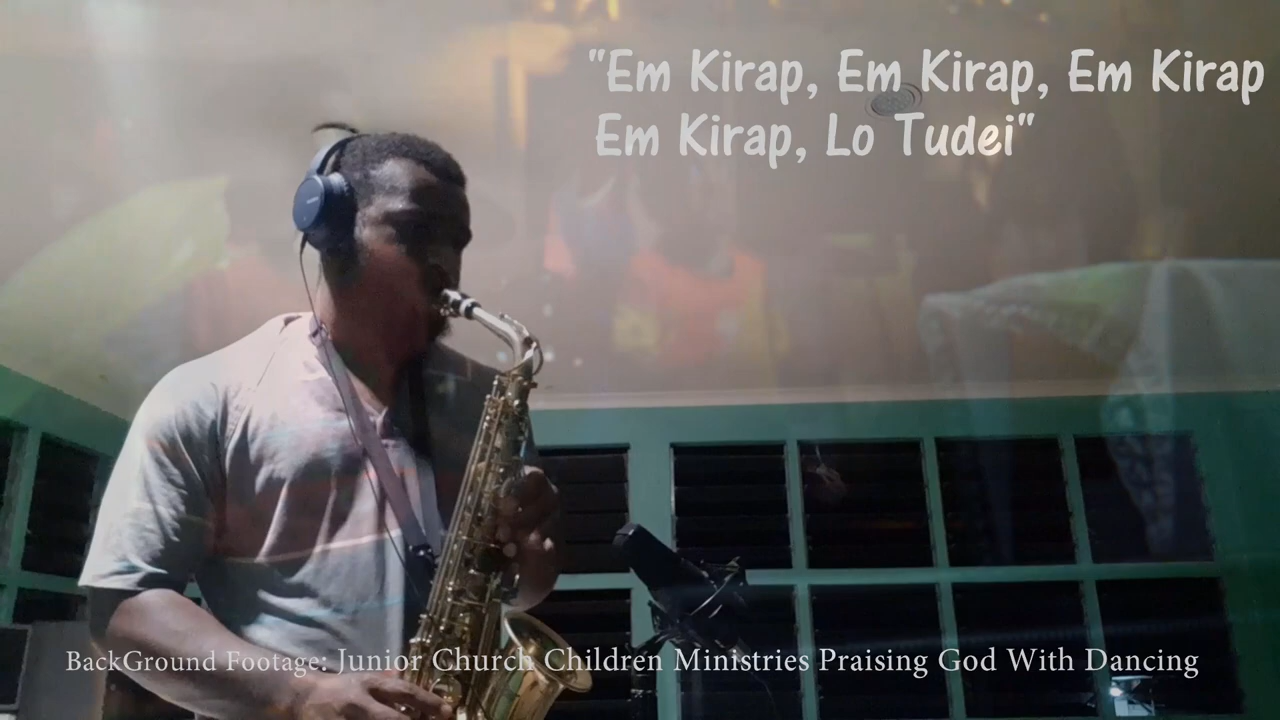 "Em Kirap, Em Kirap, Em Kirap
Em Kirap, Lo Tudei"
BackGround Footage: Junior Church Children Ministries Praising God With Dancing